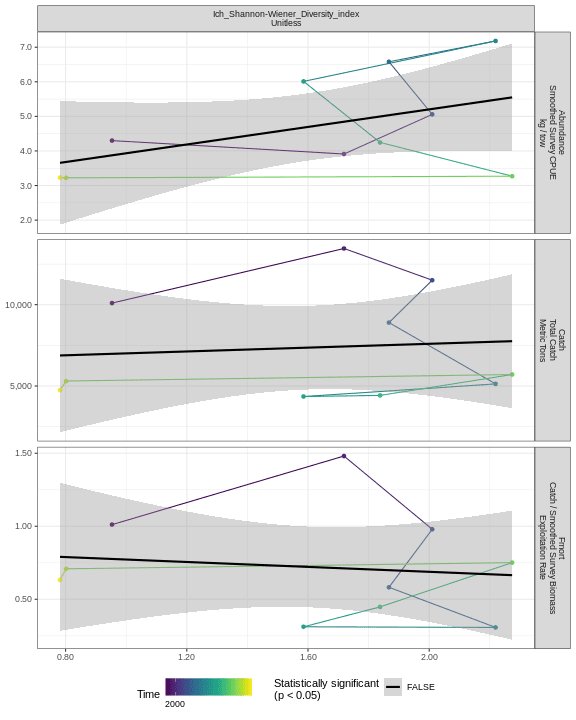 Ich_Shannon-Wiener_Diversity_index
Unitless
7.0
6.0
5.0
4.0
3.0
2.0
Abundance
Smoothed Survey CPUE
kg / tow
10,000
5,000
Catch
Total Catch
Metric Tons
1.50
1.00
0.50
Fmort
Catch / Smoothed Survey Biomass
Exploitation Rate
0.80 1.20 1.60 2.00
Time
2000
Statistically significant
(p < 0.05)
FALSE